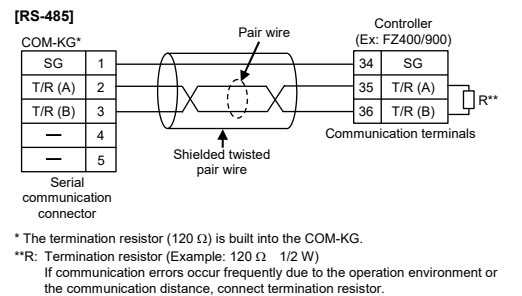 [RS-485]
Pair wire
Controller
(Ex: FZ400/900)
COM-KG*
SG 1
T/R (A) 2
T/R (B) 3
— 4
— 5
34 SG
35 T/R (A)
36 T/R (B)
R**
Communication terminals
Shielded twisted
pair wire
Serial
communication
connector
* The termination resistor (120 Ω) is built into the COM-KG.
**R: Termination resistor (Example: 120 Ω 1/2 W)
If communication errors occur frequently due to the operation environment or
the communication distance, connect termination resistor.